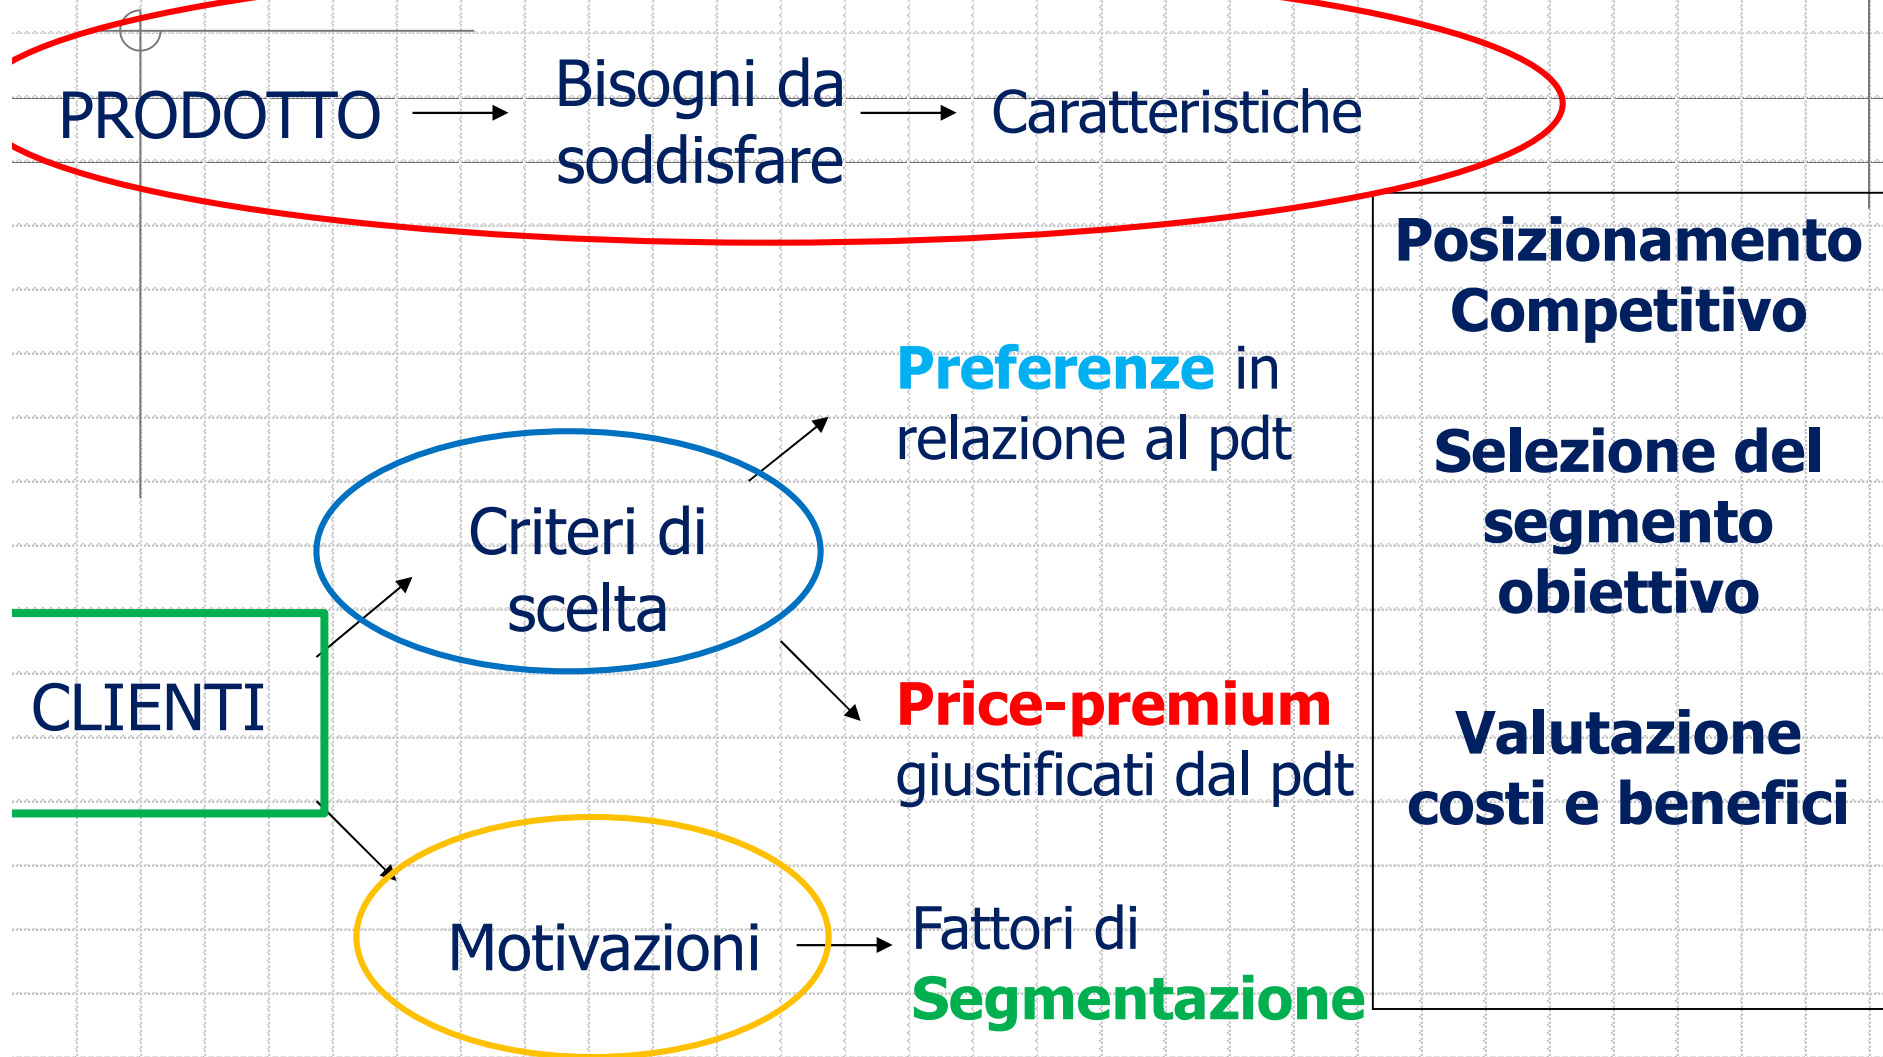 PRODOTTO
Bisogni da
soddisfare
Caratteristiche
Preferenze in
relazione al pdt
Criteri di
scelta
CLIENTI
Price-premium
giustificati dal pdt
Motivazioni
Fattori di
Segmentazione
Posizionamento
Competitivo
Selezione del
segmento
obiettivo
Valutazione
costi e benefici